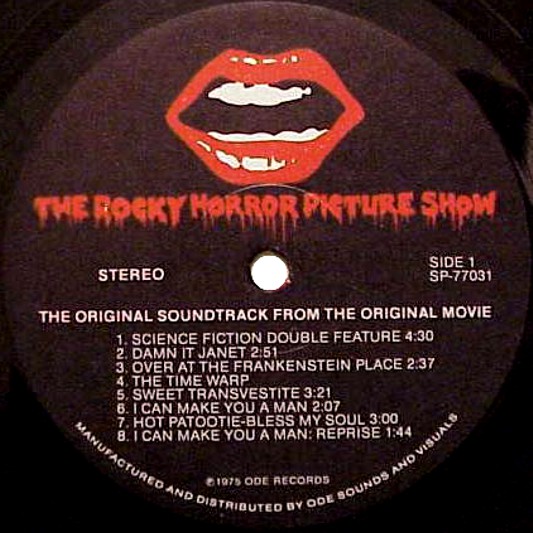 THE ROCKY HORROR PICTURE SHOW
STEREO
SIDE 1
SP-77031
THE ORIGINAL SOUNDTRACK FROM THE ORIGINAL MOVIE
1. SCIENCE FICTION DOUBLE FEATURE 4:30
2. DAMN IT JANET 2:51
3. OVER AT THE FRANKENSTEIN PLACE 2:37
4. THE TIME WARP
5. SWEET TRANSVESTITE 3:21
6. I CAN MAKE YOU A MAN 2:07
7. HOT PATOOTIE-BLESS MY SOUL 3:00
8. I CAN MAKE YOU A MAN: REPRISE 1:44
℗1975 ODE RECORDS
MANUFACTURED AND DISTRIBUTED BY ODE SOUNDS AND VISUALS